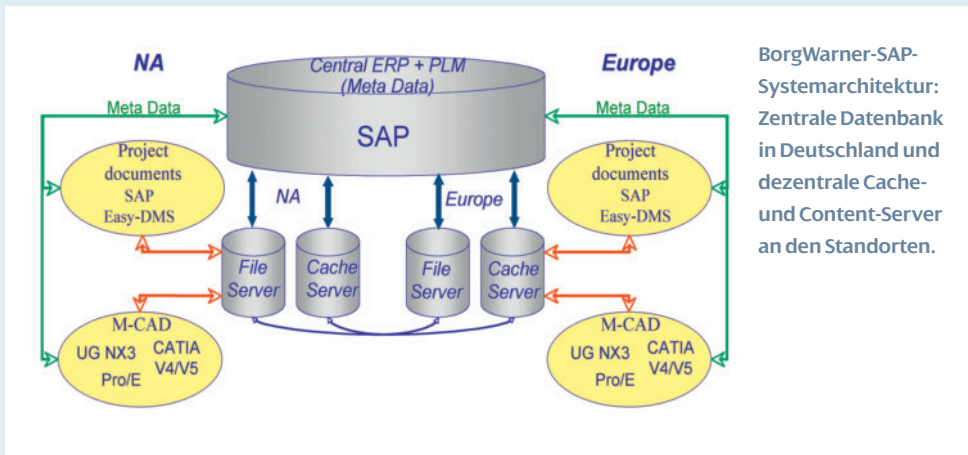 NA
Central ERP + PLM
(Meta Data)
SAP
Europe
Meta Data
Meta Data
Project
documents
SAP
Easy-DMS
NA
Europe
Project
documents
SAP
Easy-DMS
File
Server
Cache
Server
File
Server
Cache
Server
M-CAD
UG NX3
CATIA
V4/V5
Pro/E
M-CAD
UG NX3
CATIA
V4/V5
Pro/E
BorgWarner-SAP-
Systemarchitektur:
Zentrale Datenbank
in Deutschland und
dezentrale Cache-
und Content-Server
an den Standorten.